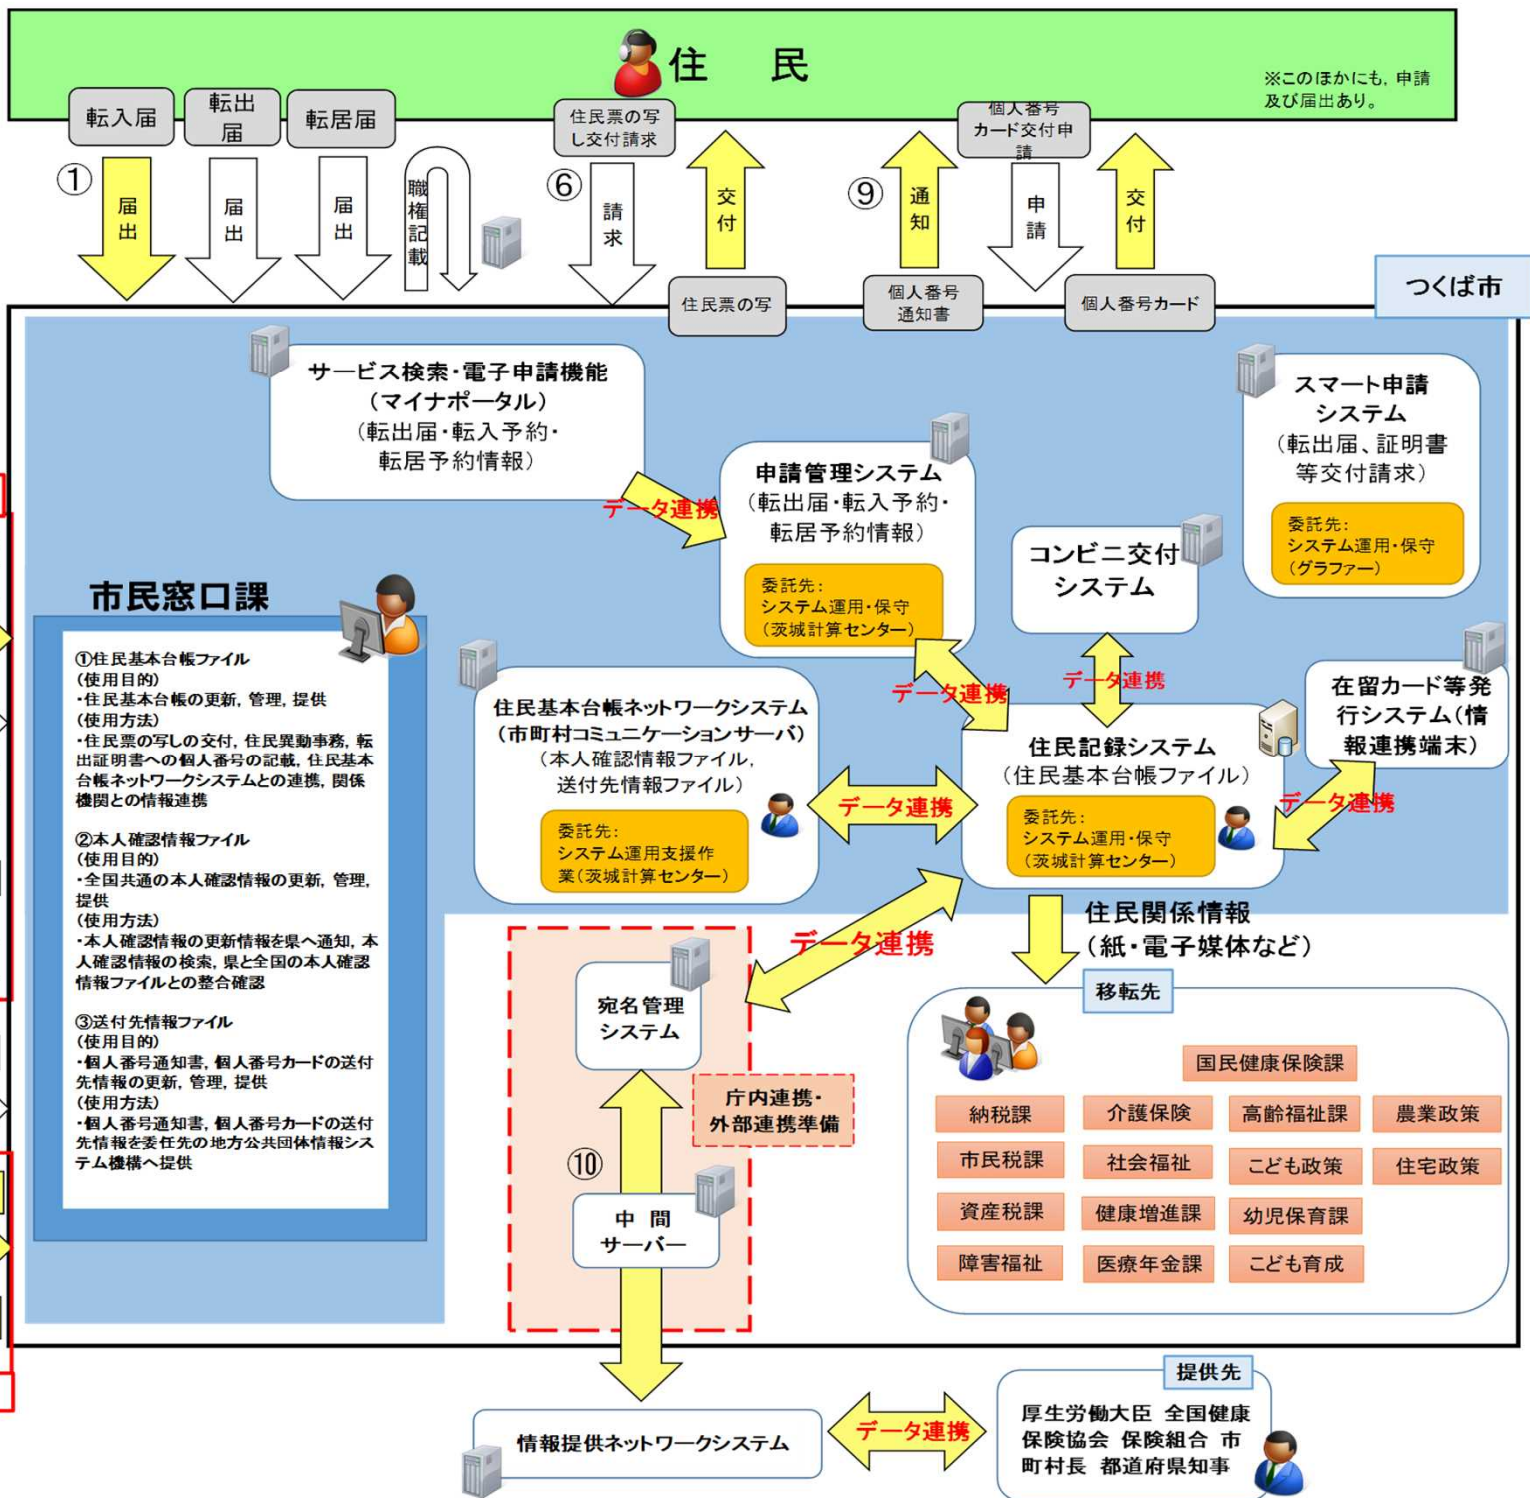 住　民
※このほかにも, 申請
及び届出あり。
転入届
転出
届
転居届
住民票の写
し交付請求
個人番号
カード交付申
請
①
届出
届出
届出
職権記載
⑥
請求
交付
⑨
通知
申請
交付
住民票の写
個人番号
通知書
個人番号カード
つくば市
サービス検索・電子申請機能
（マイナポータル）
（転出届・転入予約・
転居予約情報）
データ連携
申請管理システム
（転出届・転入予約・
転居予約情報）
委託先：
システム運用・保守
（茨城計算センター）
スマート申請
システム
（転出届、証明書
等交付請求）
委託先：
システム運用・保守
（グラファー）
コンビニ交付
システム
データ連携
データ連携
市民窓口課
①住民基本台帳ファイル
(使用目的)
・住民基本台帳の更新, 管理, 提供
(使用方法)
・住民票の写しの交付, 住民異動事務, 転
出証明書への個人番号の記載, 住民基本
台帳ネットワークシステムとの連携, 関係
機関との情報連携
②本人確認情報ファイル
(使用目的)
・全国共通の本人確認情報の更新, 管理,
提供
(使用方法)
・本人確認情報の更新情報を県へ通知, 本
人確認情報の検索, 県と全国の本人確認
情報ファイルとの整合確認
③送付先情報ファイル
(使用目的)
・個人番号通知書, 個人番号カードの送付
先情報の更新, 管理, 提供
(使用方法)
・個人番号通知書, 個人番号カードの送付
先情報を委任先の地方公共団体情報シス
テム機構へ提供
住民基本台帳ネットワークシステム
（市町村コミュニケーションサーバ）
（本人確認情報ファイル,
送付先情報ファイル）
委託先：
システム運用支援作
業（茨城計算センター）
データ連携
住民記録システム
（住民基本台帳ファイル）
委託先：
システム運用・保守
（茨城計算センター）
在留カード等発
行システム（情
報連携端末）
データ連携
データ連携
住民関係情報
（紙・電子媒体など）
宛名管理
システム
庁内連携・
外部連携準備
⑩
中　間
サーバー
移転先
国民健康保険課
納税課
介護保険
高齢福祉課
農業政策
市民税課
社会福祉
こども政策
住宅政策
資産税課
健康増進課
幼児保育課
障害福祉
医療年金課
こども育成
情報提供ネットワークシステム
データ連携
提供先
厚生労働大臣 全国健康
保険協会 保険組合 市
町村長 都道府県知事